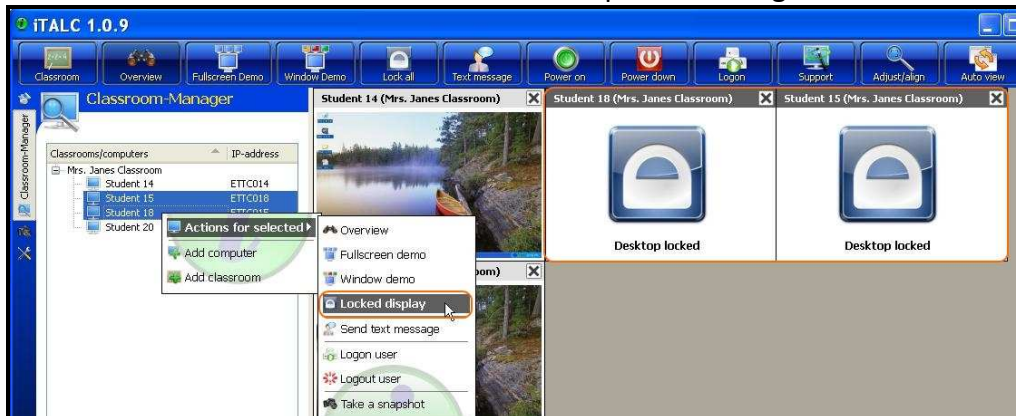 iTALC 1.0.9
Classroom
Overview
Fullscreen Demo
Window Demo
Lock all
Text message
Power on
Power down
Logon
Support
Adjust/align
Auto view
Classroom-Manager
Classroom-Manager
Classrooms/computers IP-address
Mrs. Janes Classroom
Student 14 ETTC014
Student 15 ETTC018
Student 18
Student 20
Actions for selected
Add computer
Add classroom
Overview
Fullscreen demo
Window demo
Locked display
Send text message
Logon user
Logout user
Take a snapshot
Student 14 (Mrs. Janes Classroom)
Student 18 (Mrs. Janes Classroom)
Student 15 (Mrs. Janes Classroom)
Desktop locked
Desktop locked